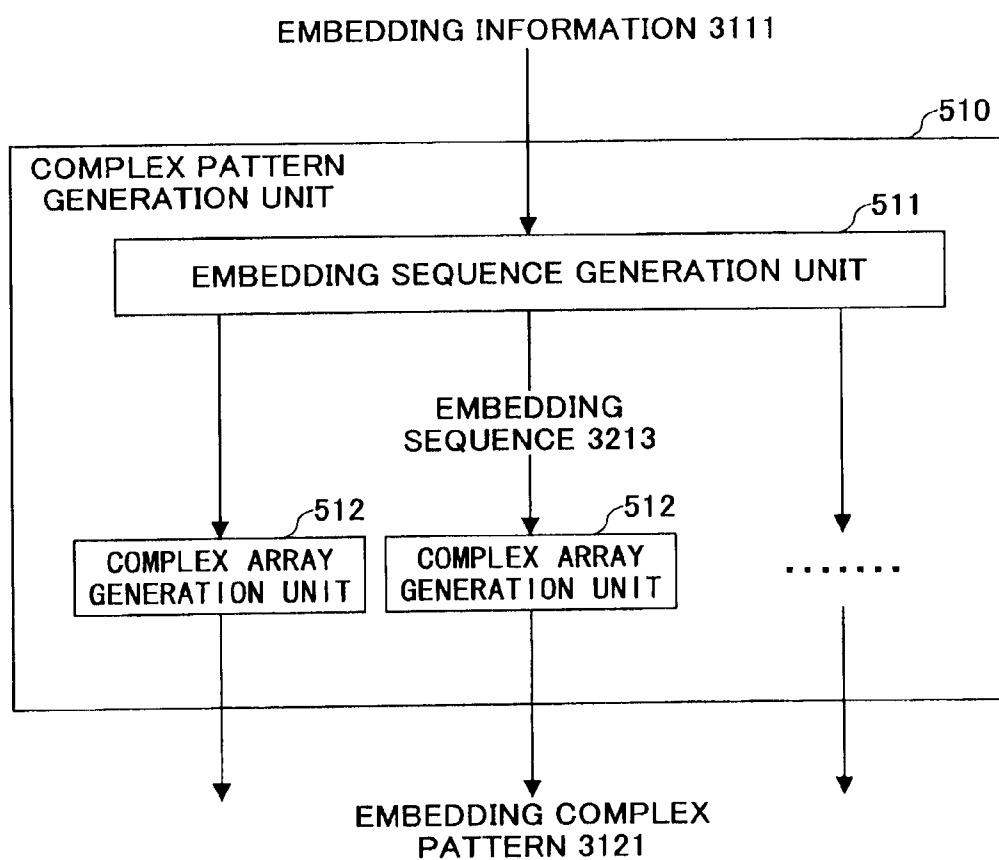 EMBEDDING INFORMATION 3111
510
COMPLEX PATTERN
GENERATION UNIT
511
EMBEDDING SEQUENCE GENERATION UNIT
EMBEDDING
SEQUENCE 3213
512
512
COMPLEX ARRAY
GENERATION UNIT
COMPLEX ARRAY
GENERATION UNIT
.......
EMBEDDING COMPLEX
PATTERN 3121